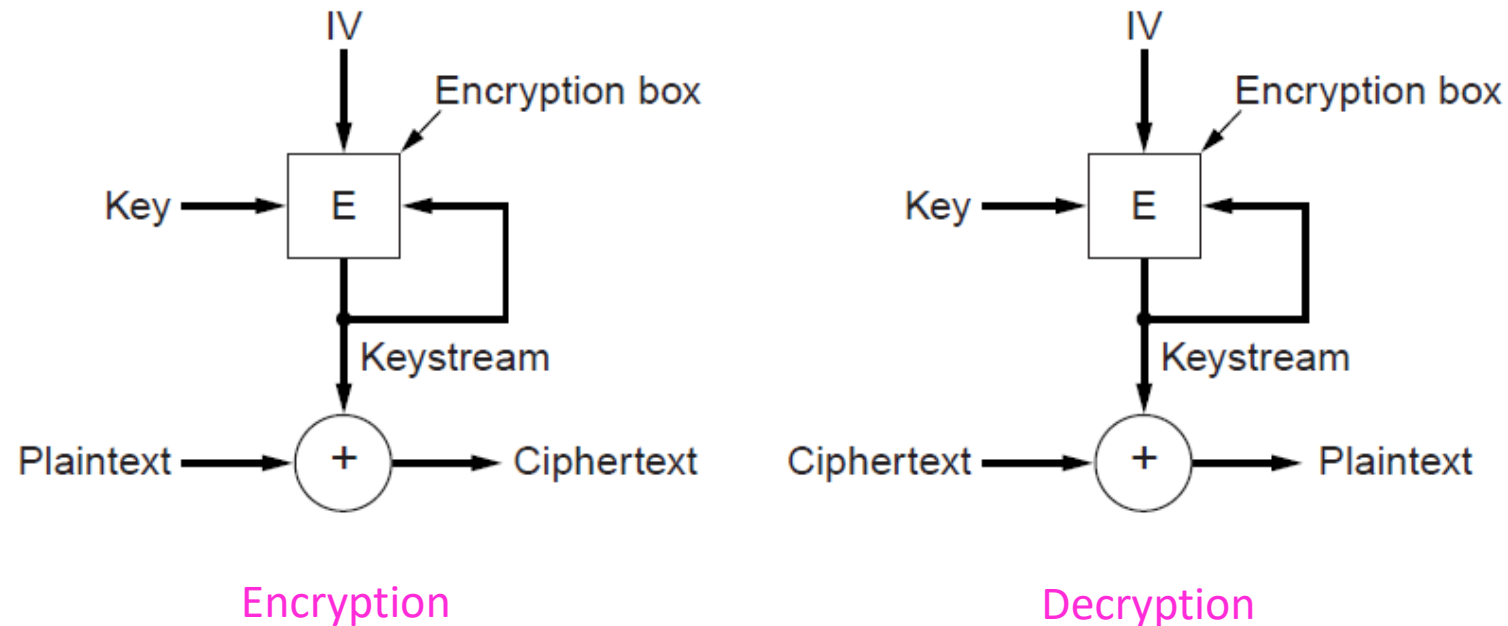 IV
Encryption box
Key
E
Keystream
Plaintext
+
Ciphertext
Encryption
IV
Encryption box
Key
E
Keystream
Ciphertext
+
Plaintext
Decryption